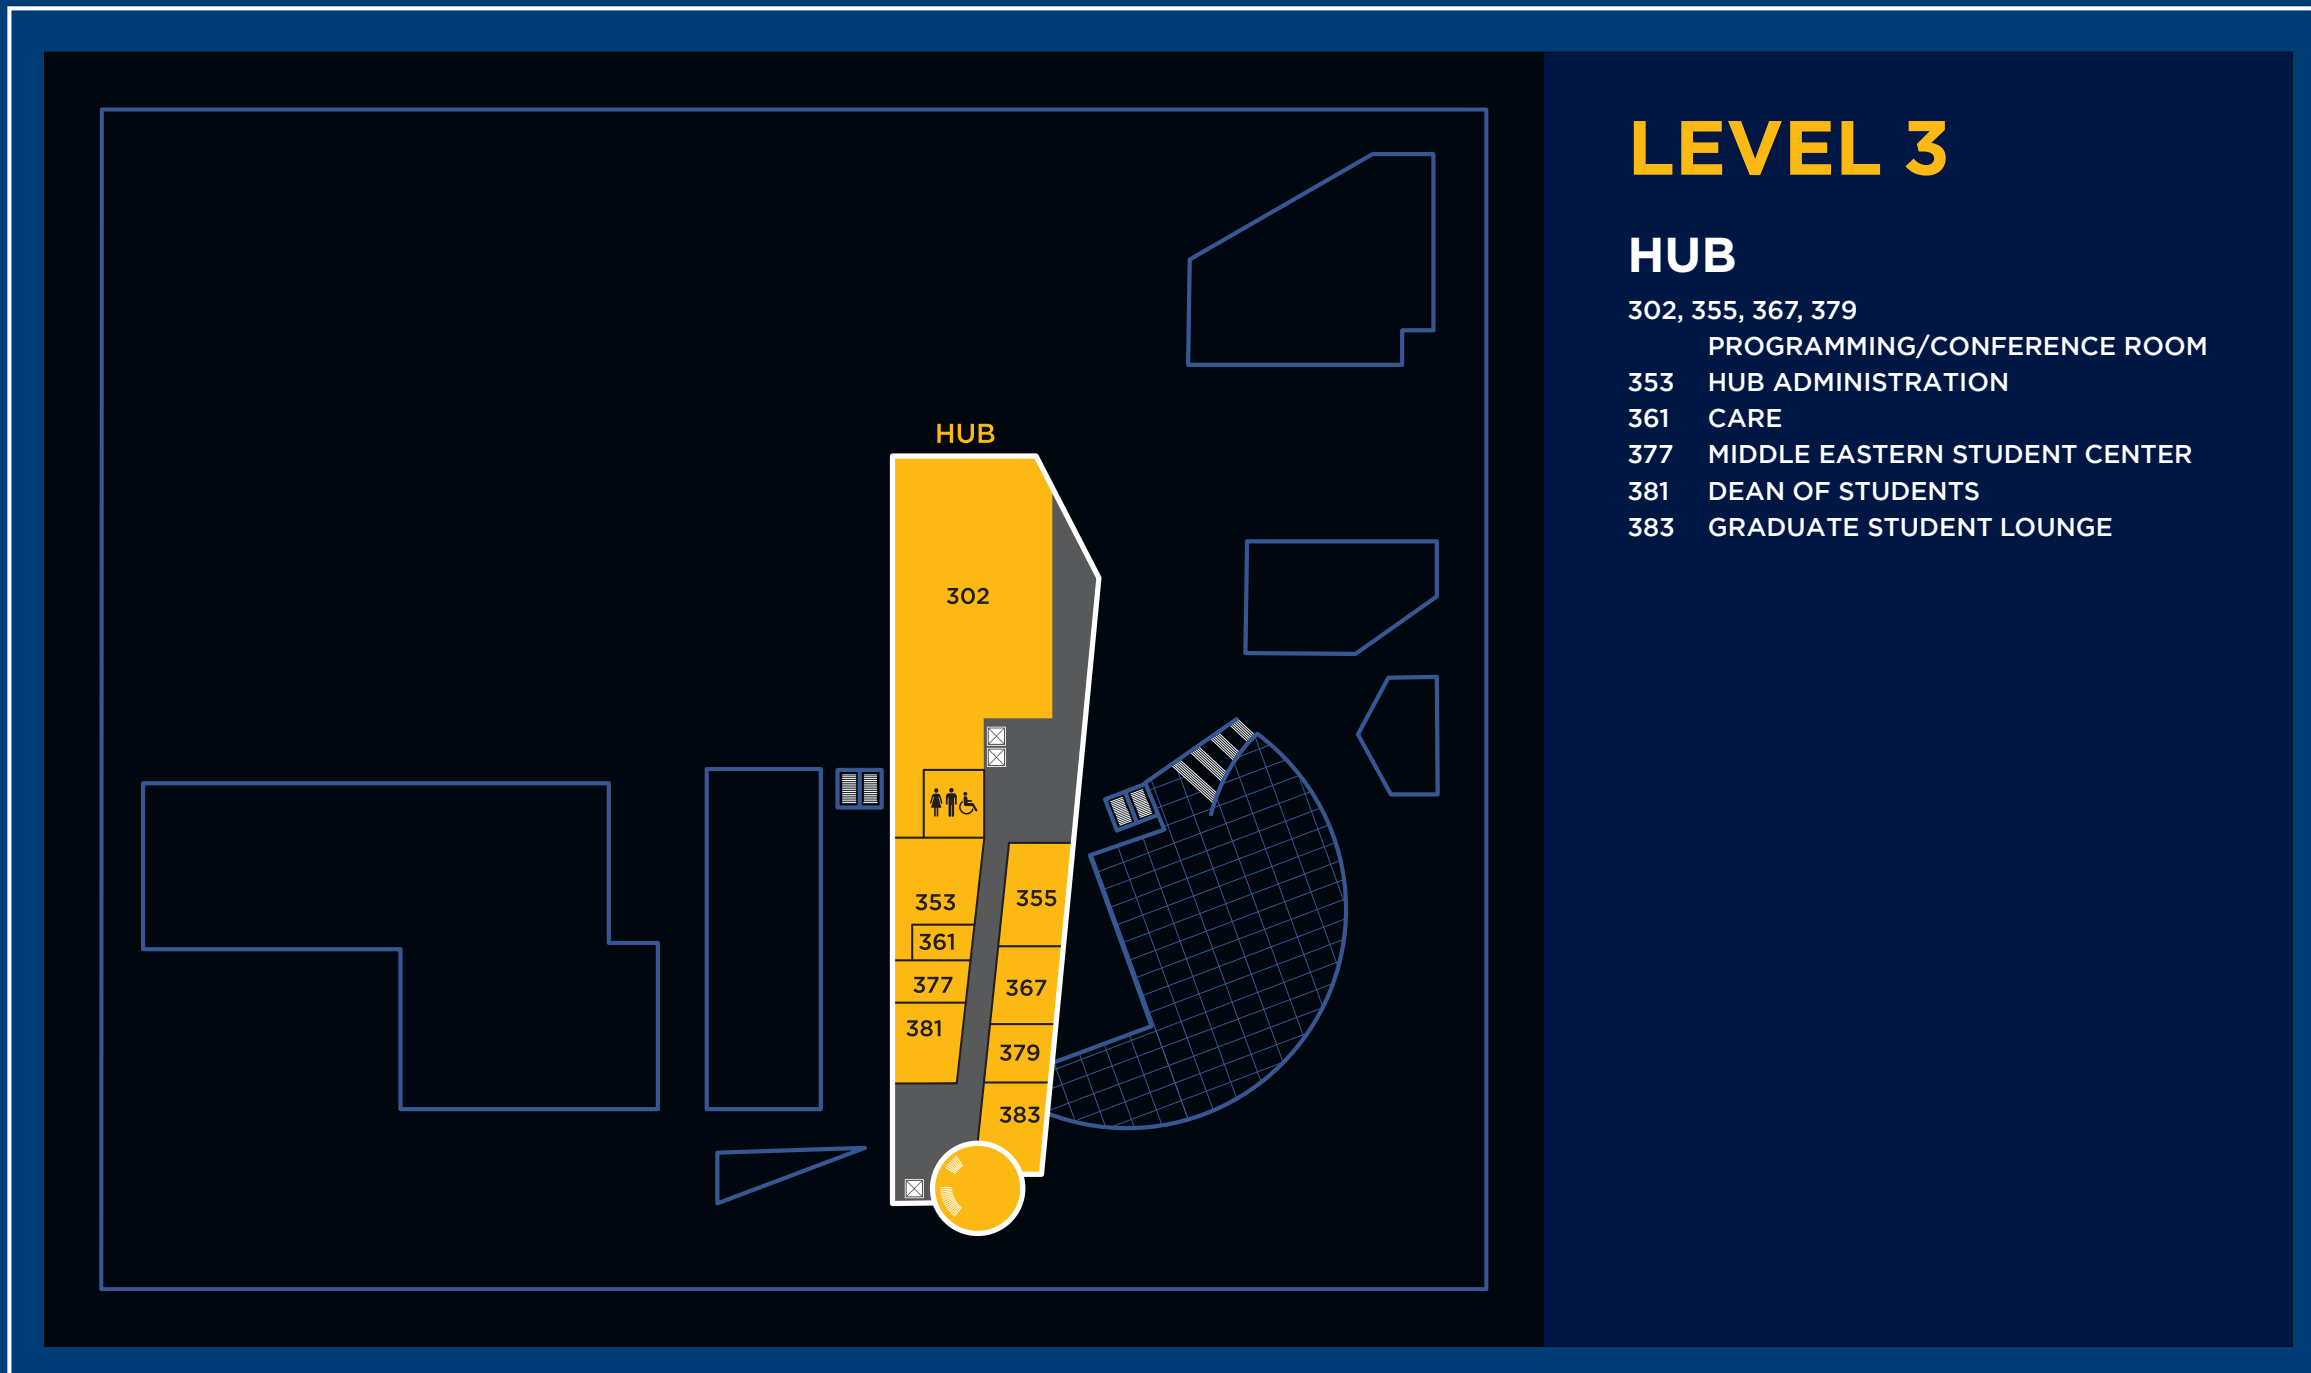 LEVEL 3
HUB
302, 355, 367, 379
PROGRAMMING/CONFERENCE ROOM
353 HUB ADMINISTRATION
361 CARE
377 MIDDLE EASTERN STUDENT CENTER
381 DEAN OF STUDENTS
383 GRADUATE STUDENT LOUNGE
HUB
302
353
355
361
377
367
381
379
383